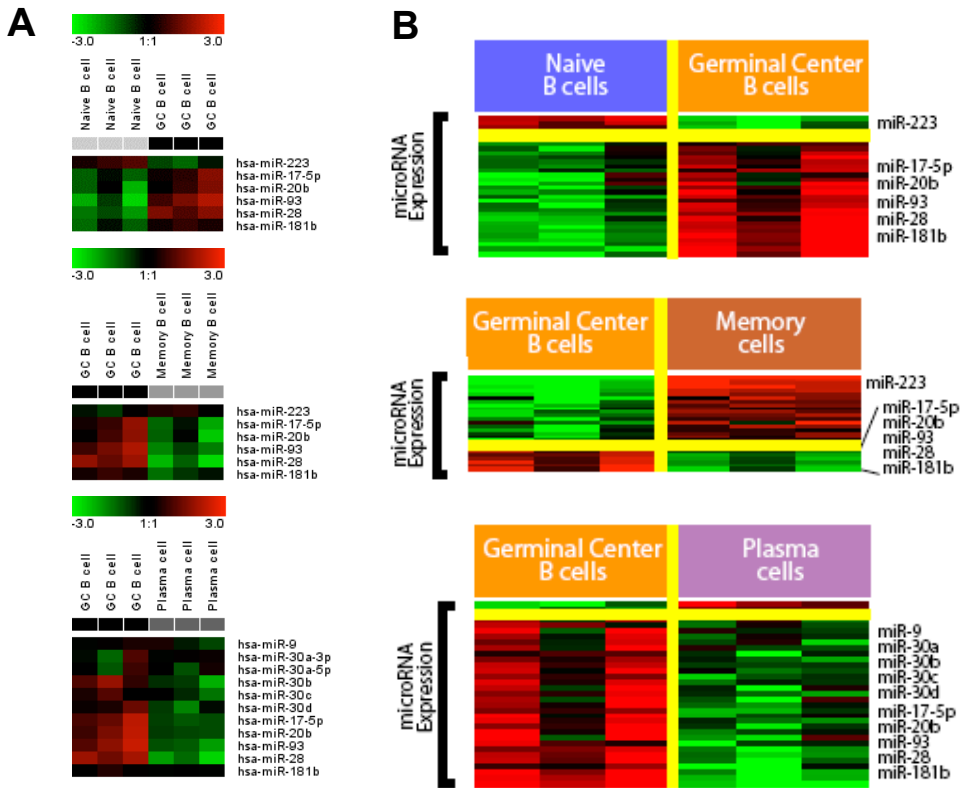 A
-3.0 1:1 3.0
Naive B cell
Naive B cell
Naive B cell
GC B cell
GC B cell
GC B cell
hsa-miR-223
hsa-miR-17-5p
hsa-miR-20b
hsa-miR-93
hsa-miR-28
hsa-miR-181b
-3.0 1:1 3.0
GC B cell
GC B cell
GC B cell
Memory B cell
Memory B cell
Memory B cell
hsa-miR-223
hsa-miR-17-5p
hsa-miR-20b
hsa-miR-93
hsa-miR-28
hsa-miR-181b
-3.0 1:1 3.0
GC B cell
GC B cell
GC B cell
Plasma cell
Plasma cell
Plasma cell
hsa-miR-9
hsa-miR-30a-3p
hsa-miR-30a-5p
hsa-miR-30b
hsa-miR-30c
hsa-miR-30d
hsa-miR-17-5p
hsa-miR-20b
hsa-miR-93
hsa-miR-28
hsa-miR-181b
B
Naive
B cells
Germinal Center
B cells
microRNA
Expression
miR-223
miR-17-5p
miR-20b
miR-93
miR-28
miR-181b
Germinal Center
B cells
Memory
cells
microRNA
Expression
miR-223
miR-17-5p
miR-20b
miR-93
miR-28
miR-181b
Germinal Center
B cells
Plasma
cells
microRNA
Expression
miR-9
miR-30a
miR-30b
miR-30c
miR-30d
miR-17-5p
miR-20b
miR-93
miR-28
miR-181b